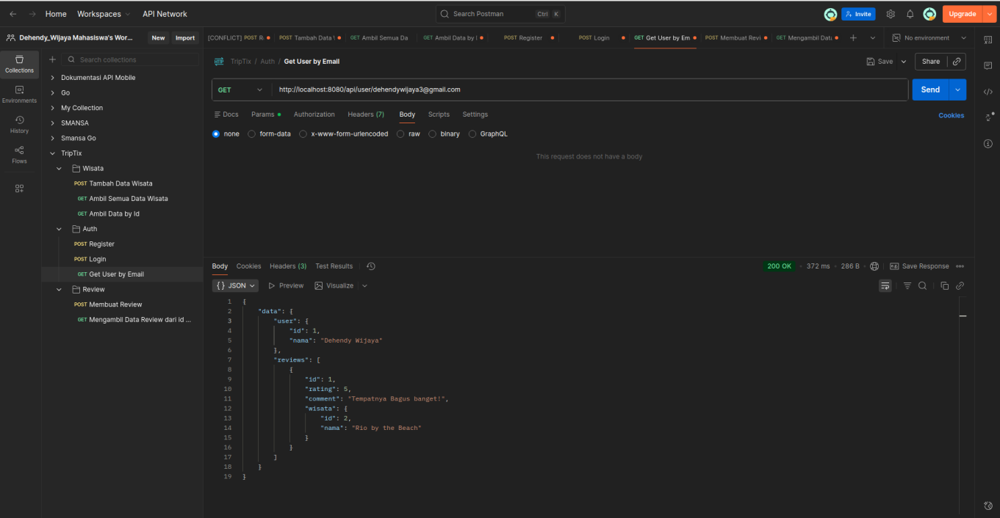 Home Workspaces API Network Search Postman Ctrl K Invite Upgrade
Dehendy_Wijaya Mahasiswa's Wor... New Import
[CONFLICT] POST R POST Tambah Data GET Ambil Semua Da GET Ambil Data by POST Register POST Login GET Get User by Em POST Membuat Revi GET Mengambil Data No environment
Collections
Environments
History
Flows
Search collections
Dokumentasi API Mobile
Go
My Collection
SMANSA
Smansa Go
TripTix
Wisata
POST Tambah Data Wisata
GET Ambil Semua Data Wisata
GET Ambil Data by Id
Auth
POST Register
POST Login
GET Get User by Email
Review
POST Membuat Review
GET Mengambil Data Review dari id ...
HTTP TripTix / Auth / Get User by Email Save Share
GET http://localhost:8080/api/user/dehendywijaya3@gmail.com Send
Docs Params Authorization Headers (7) Body Scripts Settings Cookies
none form-data x-www-form-urlencoded raw binary GraphQL
This request does not have a body
Body Cookies Headers (3) Test Results 200 OK 372 ms 286 B Save Response
{} JSON Preview Visualize
1 {
2 "data": {
3 "user": {
4 "id": 1,
5 "nama": "Dehendy Wijaya"
6 },
7 "reviews": [
8 {
9 "id": 1,
10 "rating": 5,
11 "comment": "Tempatnya Bagus banget!",
12 "wisata": {
13 "id": 2,
14 "nama": "Rio by the Beach"
15 }
16 }
17 ]
18 }
19 }